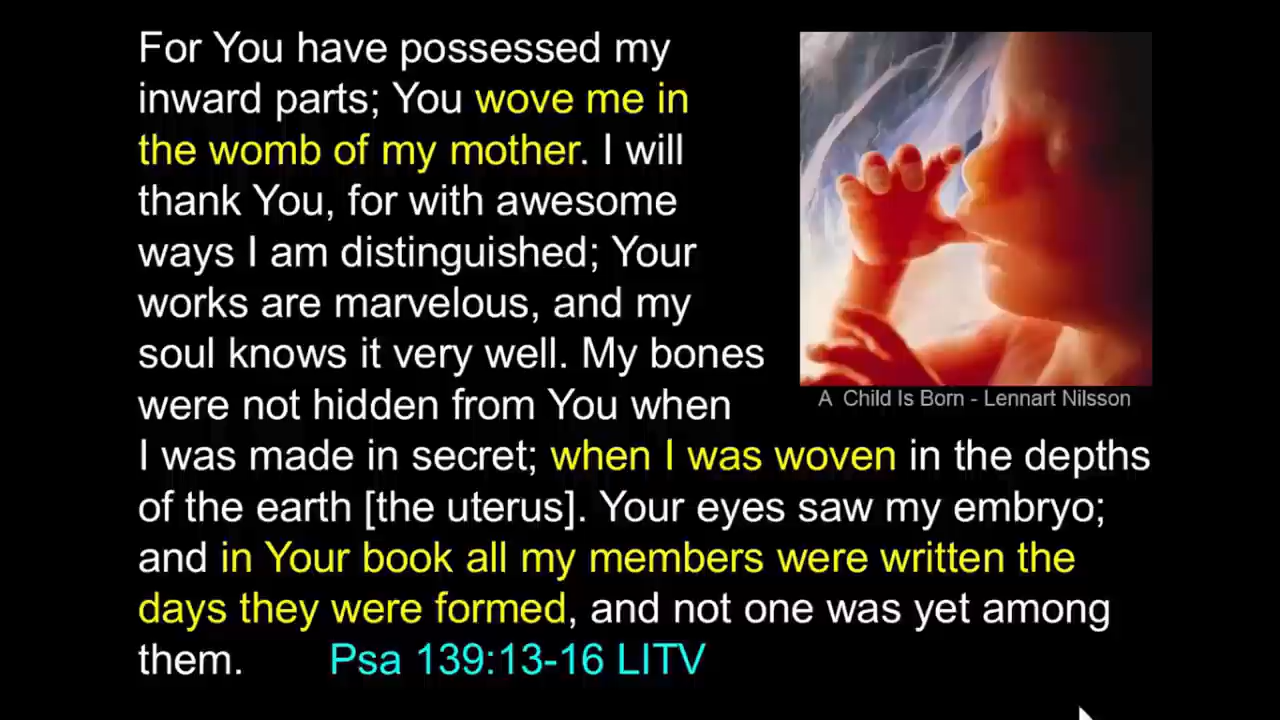 For You have possessed my
inward parts; You wove me in
the womb of my mother. I will
thank You, for with awesome
ways I am distinguished; Your
works are marvelous, and my
soul knows it very well. My bones
were not hidden from You when
I was made in secret; when I was woven in the depths
of the earth [the uterus]. Your eyes saw my embryo;
and in Your book all my members were written the
days they were formed, and not one was yet among
them. Psa 139:13-16 LITV
A Child Is Born - Lennart Nilsson